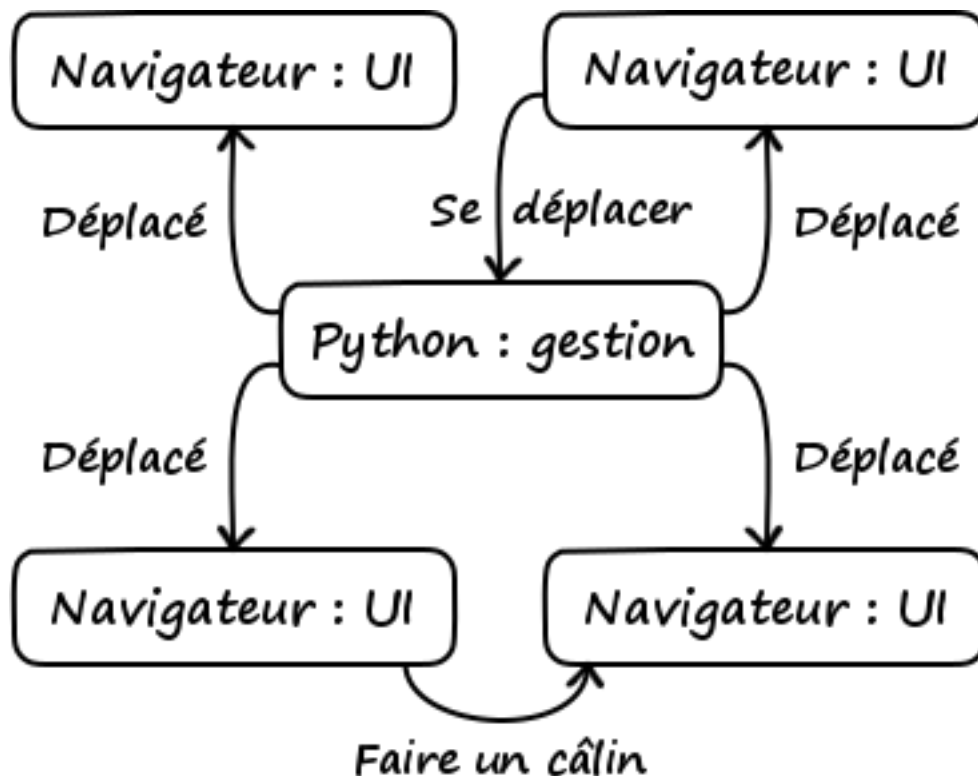 Navigateur : UI
Navigateur : UI
Déplacé
Se déplacer
Déplacé
Python : gestion
Déplacé
Déplacé
Navigateur : UI
Navigateur : UI
Faire un câlin